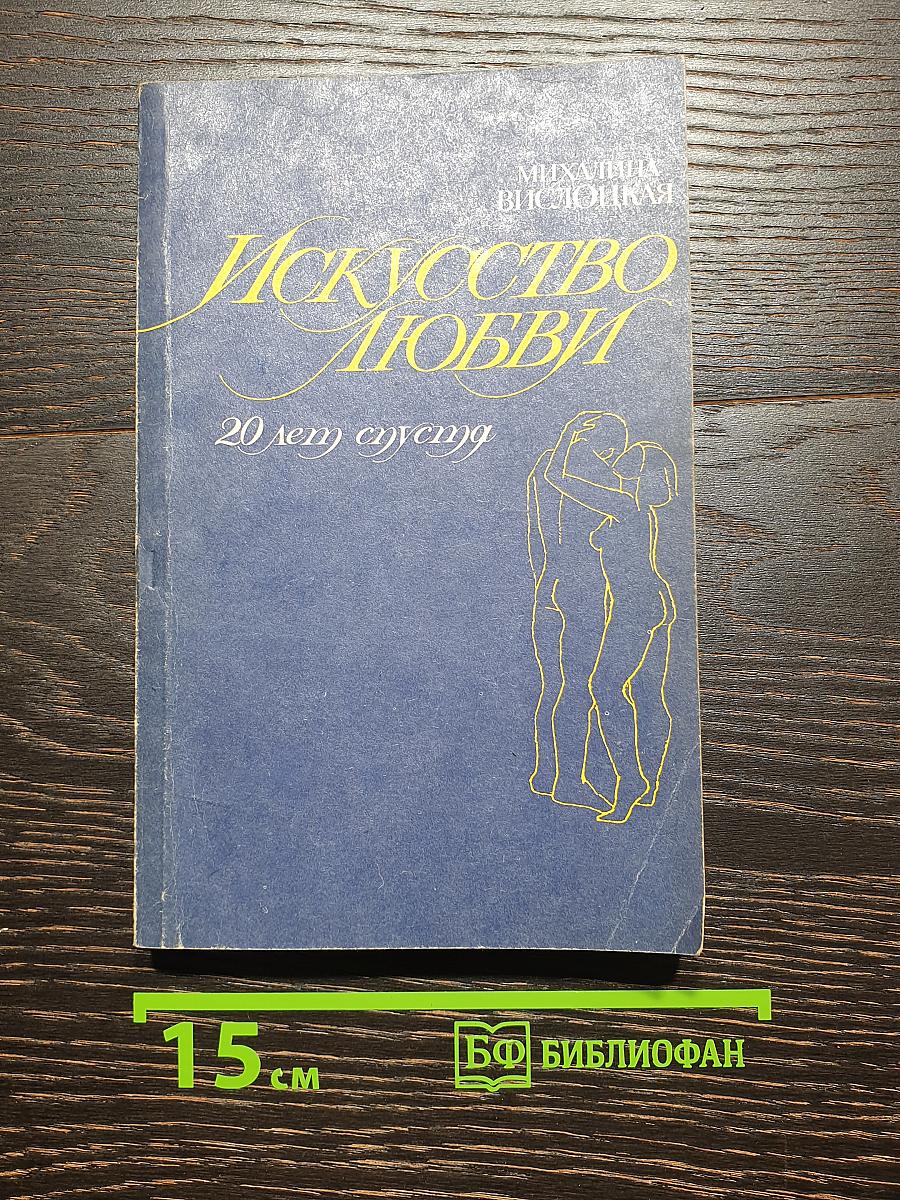 МИХАЛИНА
ВИСЛОЦКАЯ
ИСКУССТВО
ЛЮБВИ
20 лет спустя
15 см
БФ БИБЛИОФАН